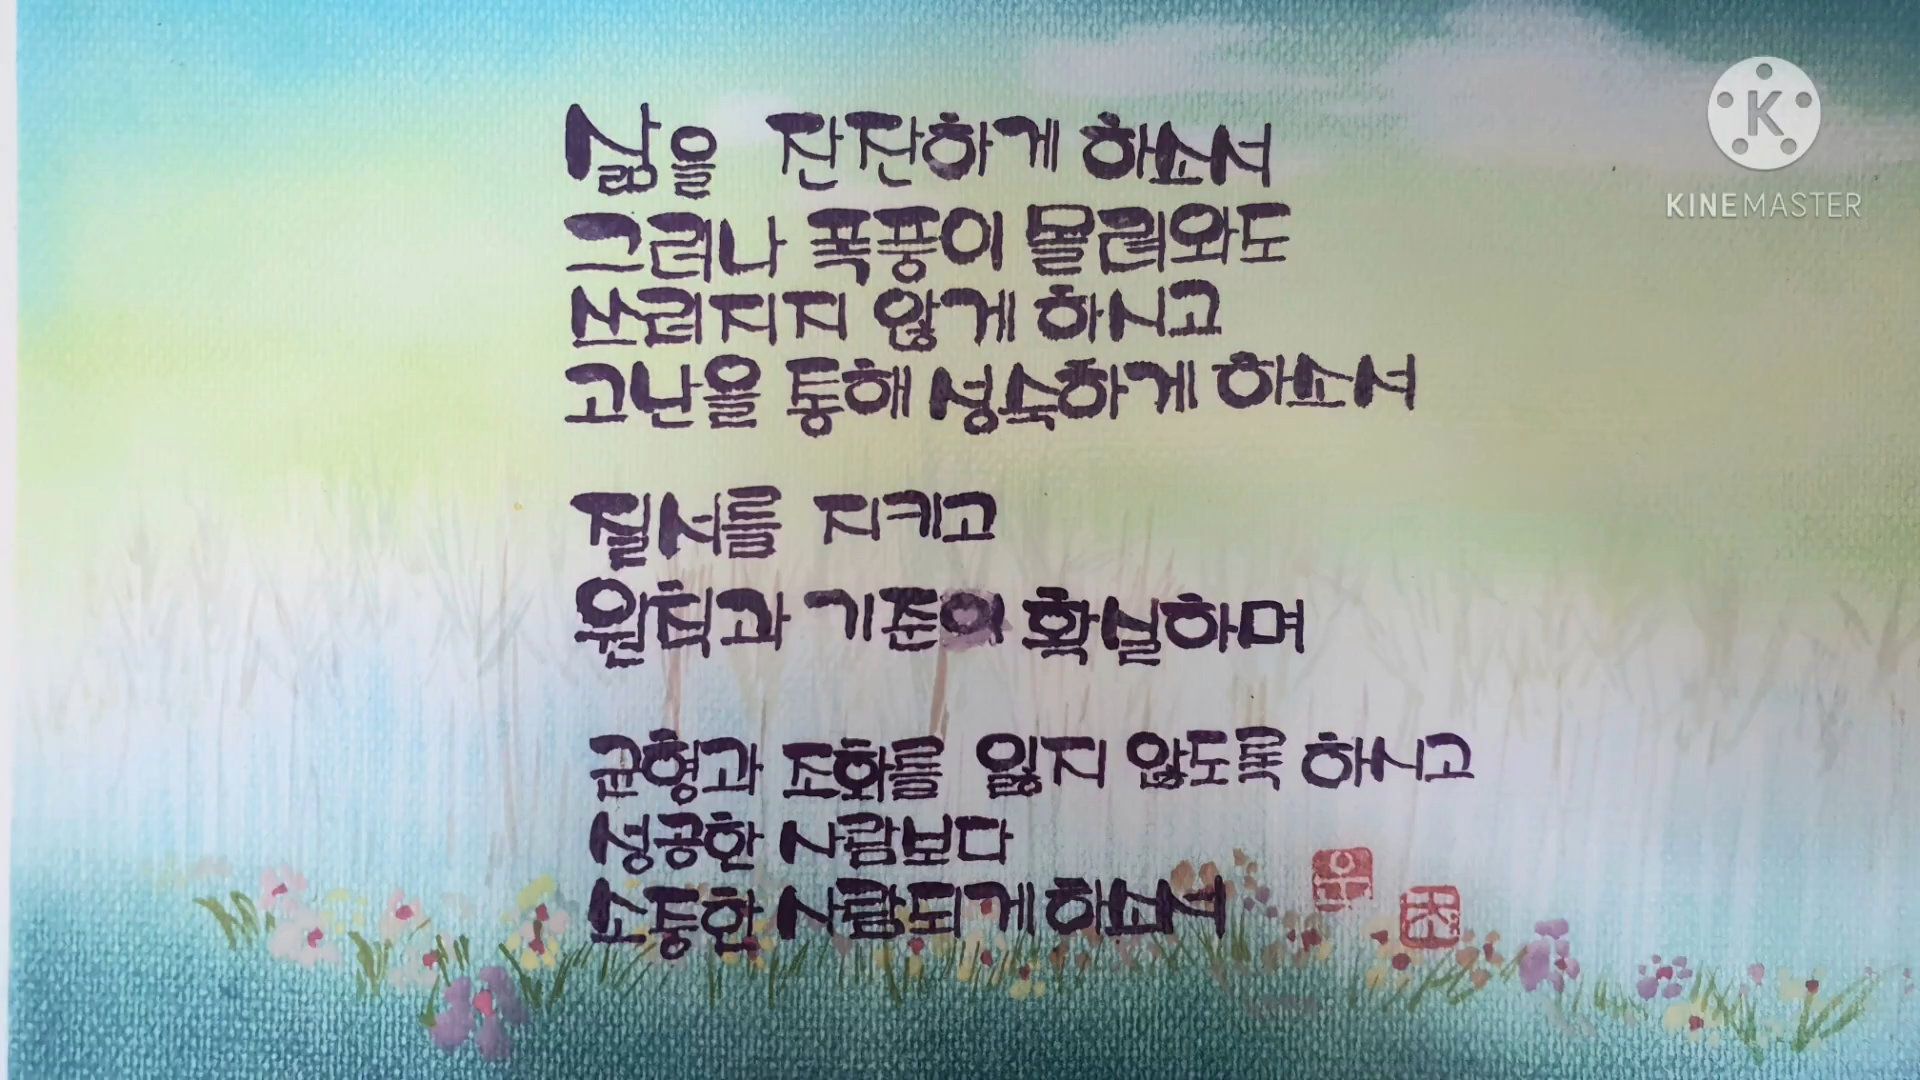 삶을 잔잔하게 하소서
그러나 폭풍이 몰려와도
쓰러지지 않게 하시고
고난을 통해 성숙하게 하소서
질서를 지키고
원칙과 기준이 확실하며
균형과 조화를 잃지 않도록 하시고
성공한 사람보다
소통한 사람되게 하소서
우
초
K
KINEMASTER